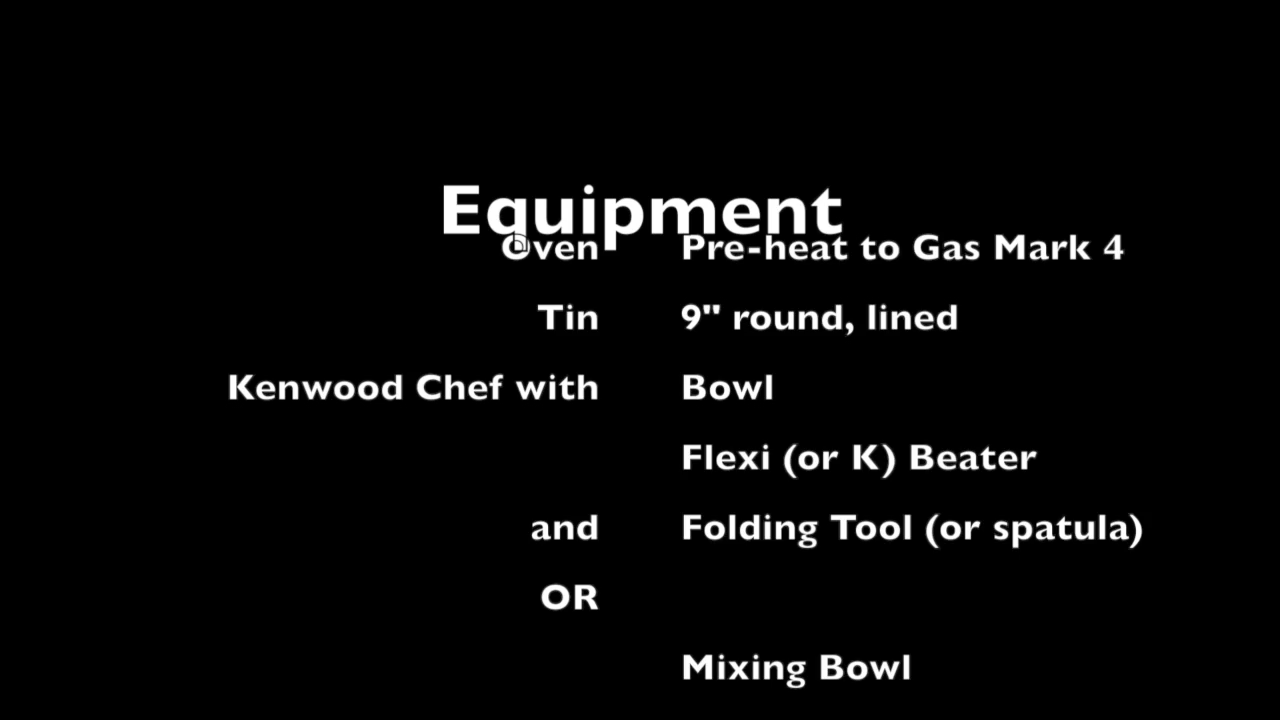 Equipment
Oven Pre-heat to Gas Mark 4
Tin 9" round, lined
Kenwood Chef with Bowl
Flexi (or K) Beater
and Folding Tool (or spatula)
OR
Mixing Bowl